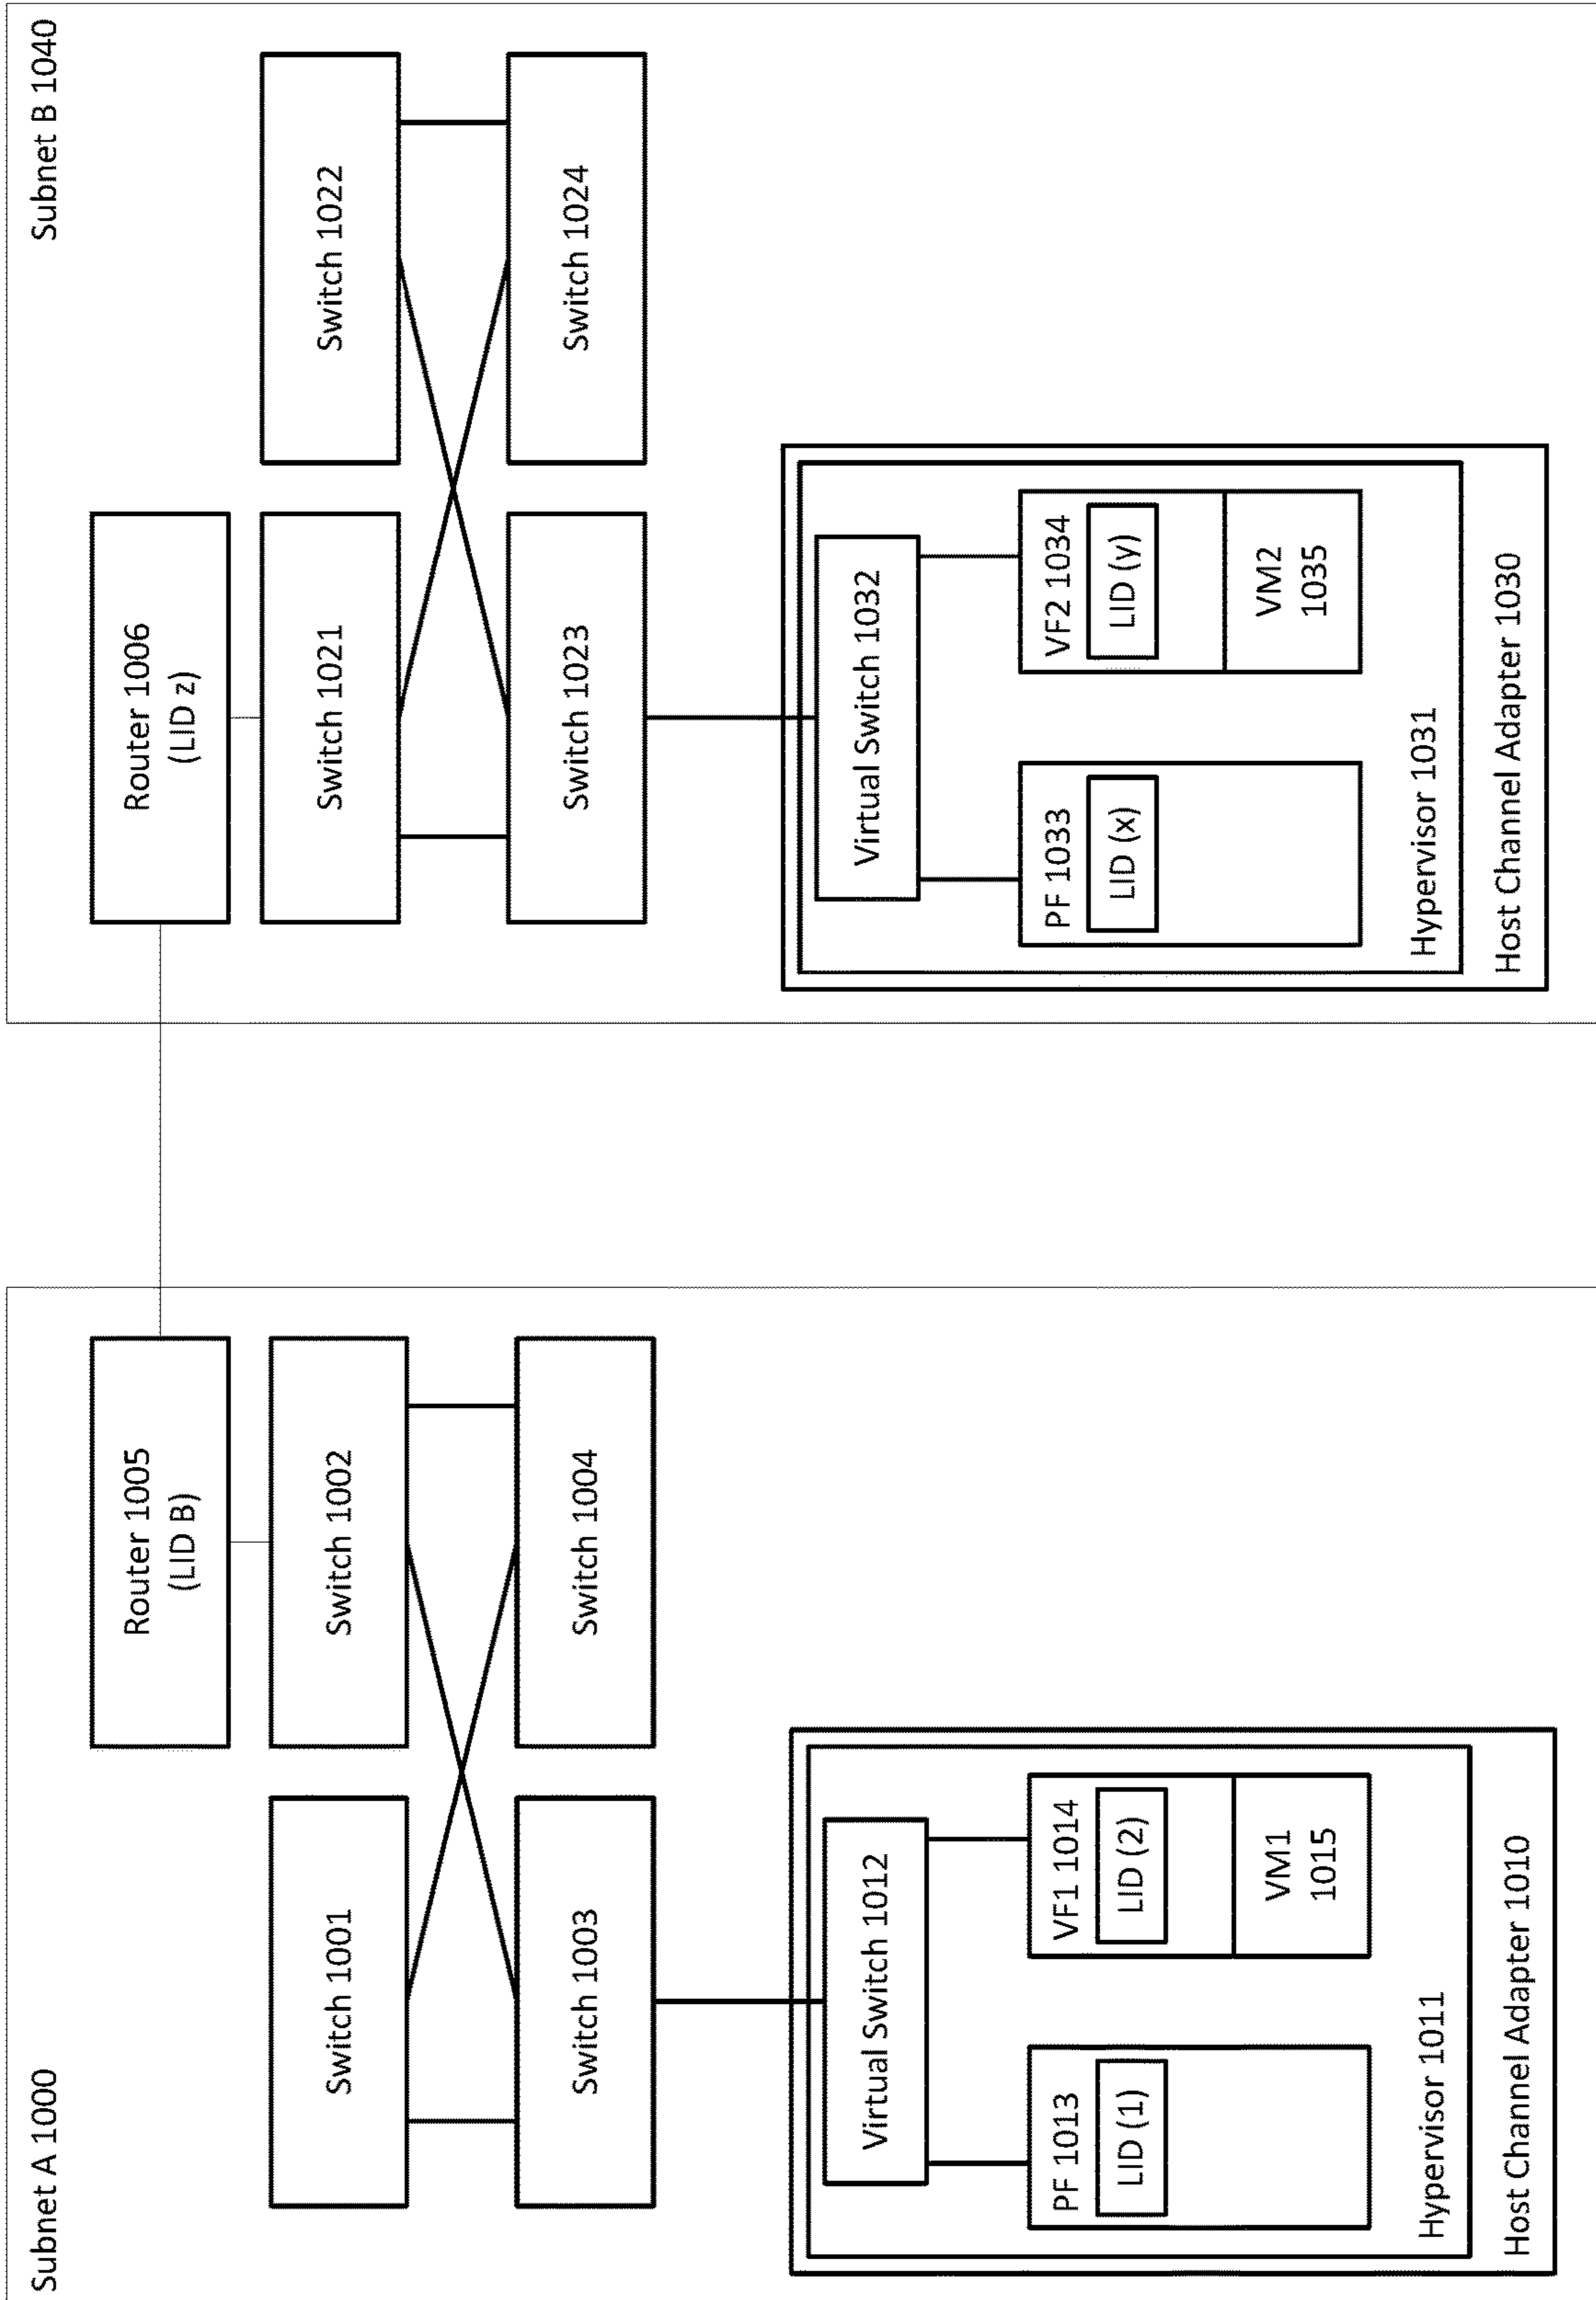 Subnet A 1000
Router 1005
(LID B)
Switch 1001
Switch 1002
Switch 1003
Switch 1004
Virtual Switch 1012
PF 1013
LID (1)
VF1 1014
LID (2)
VM1
1015
Hypervisor 1011
Host Channel Adapter 1010
Subnet B 1040
Router 1006
(LID z)
Switch 1021
Switch 1022
Switch 1023
Switch 1024
Virtual Switch 1032
PF 1033
LID (x)
VF2 1034
LID (y)
VM2
1035
Hypervisor 1031
Host Channel Adapter 1030